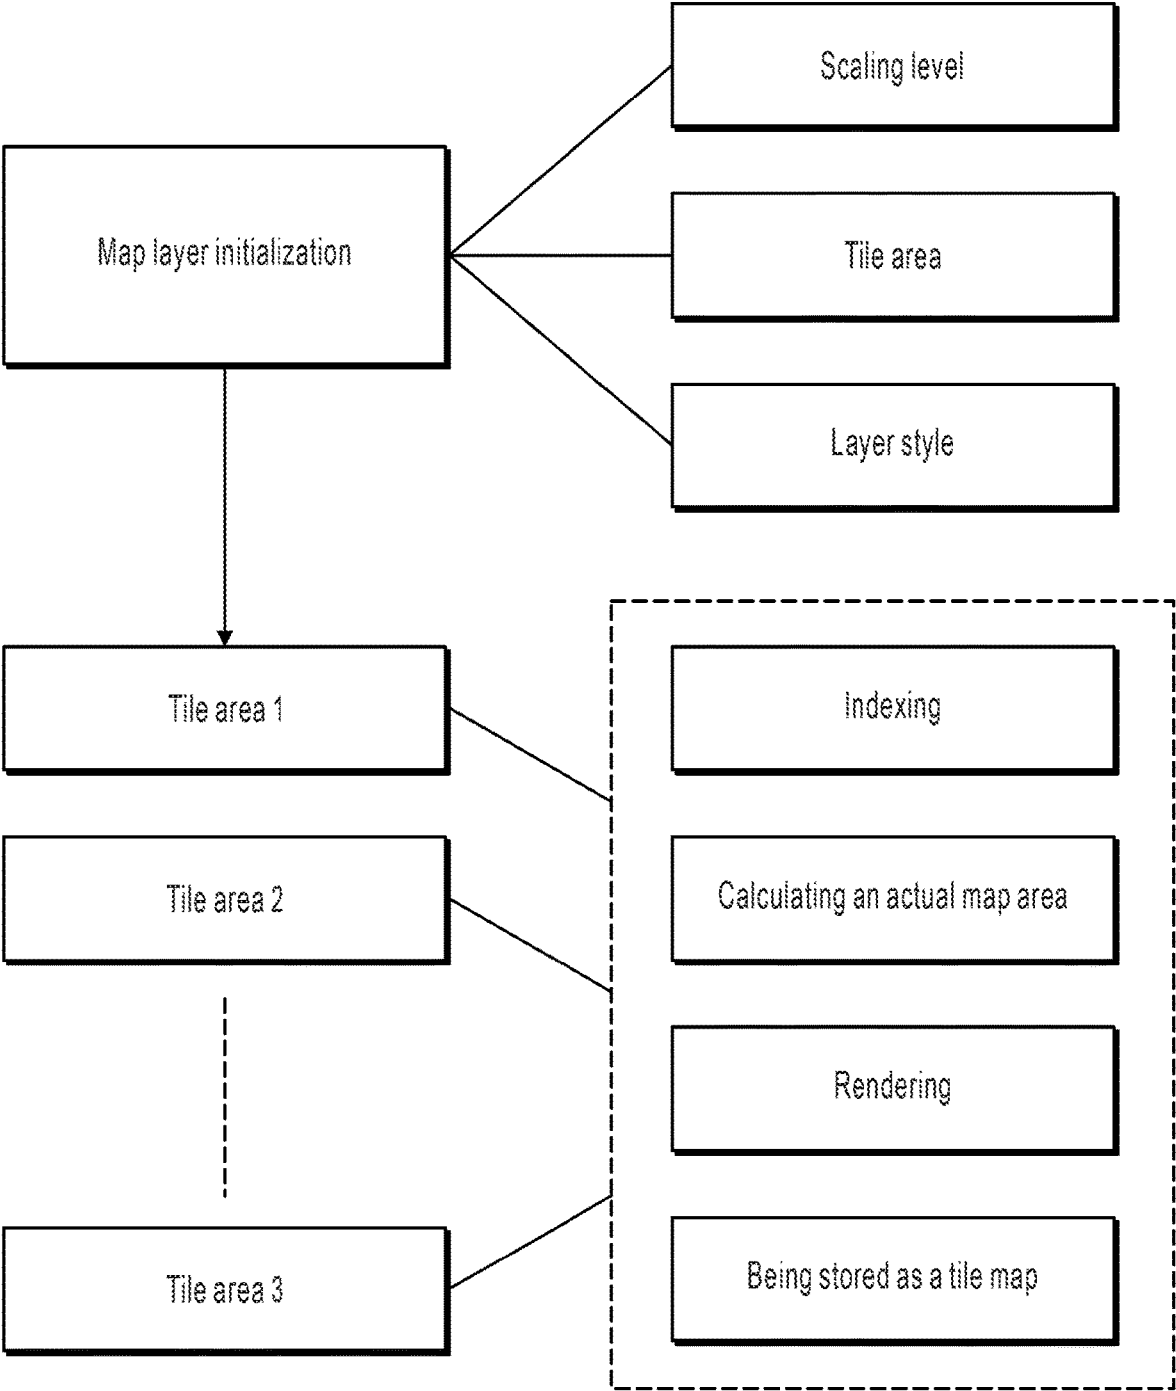 Scaling level
Map layer initialization
Tile area
Layer style
Tile area 1
Indexing
Tile area 2
Calculating an actual map area
Rendering
Tile area 3
Being stored as a tile map